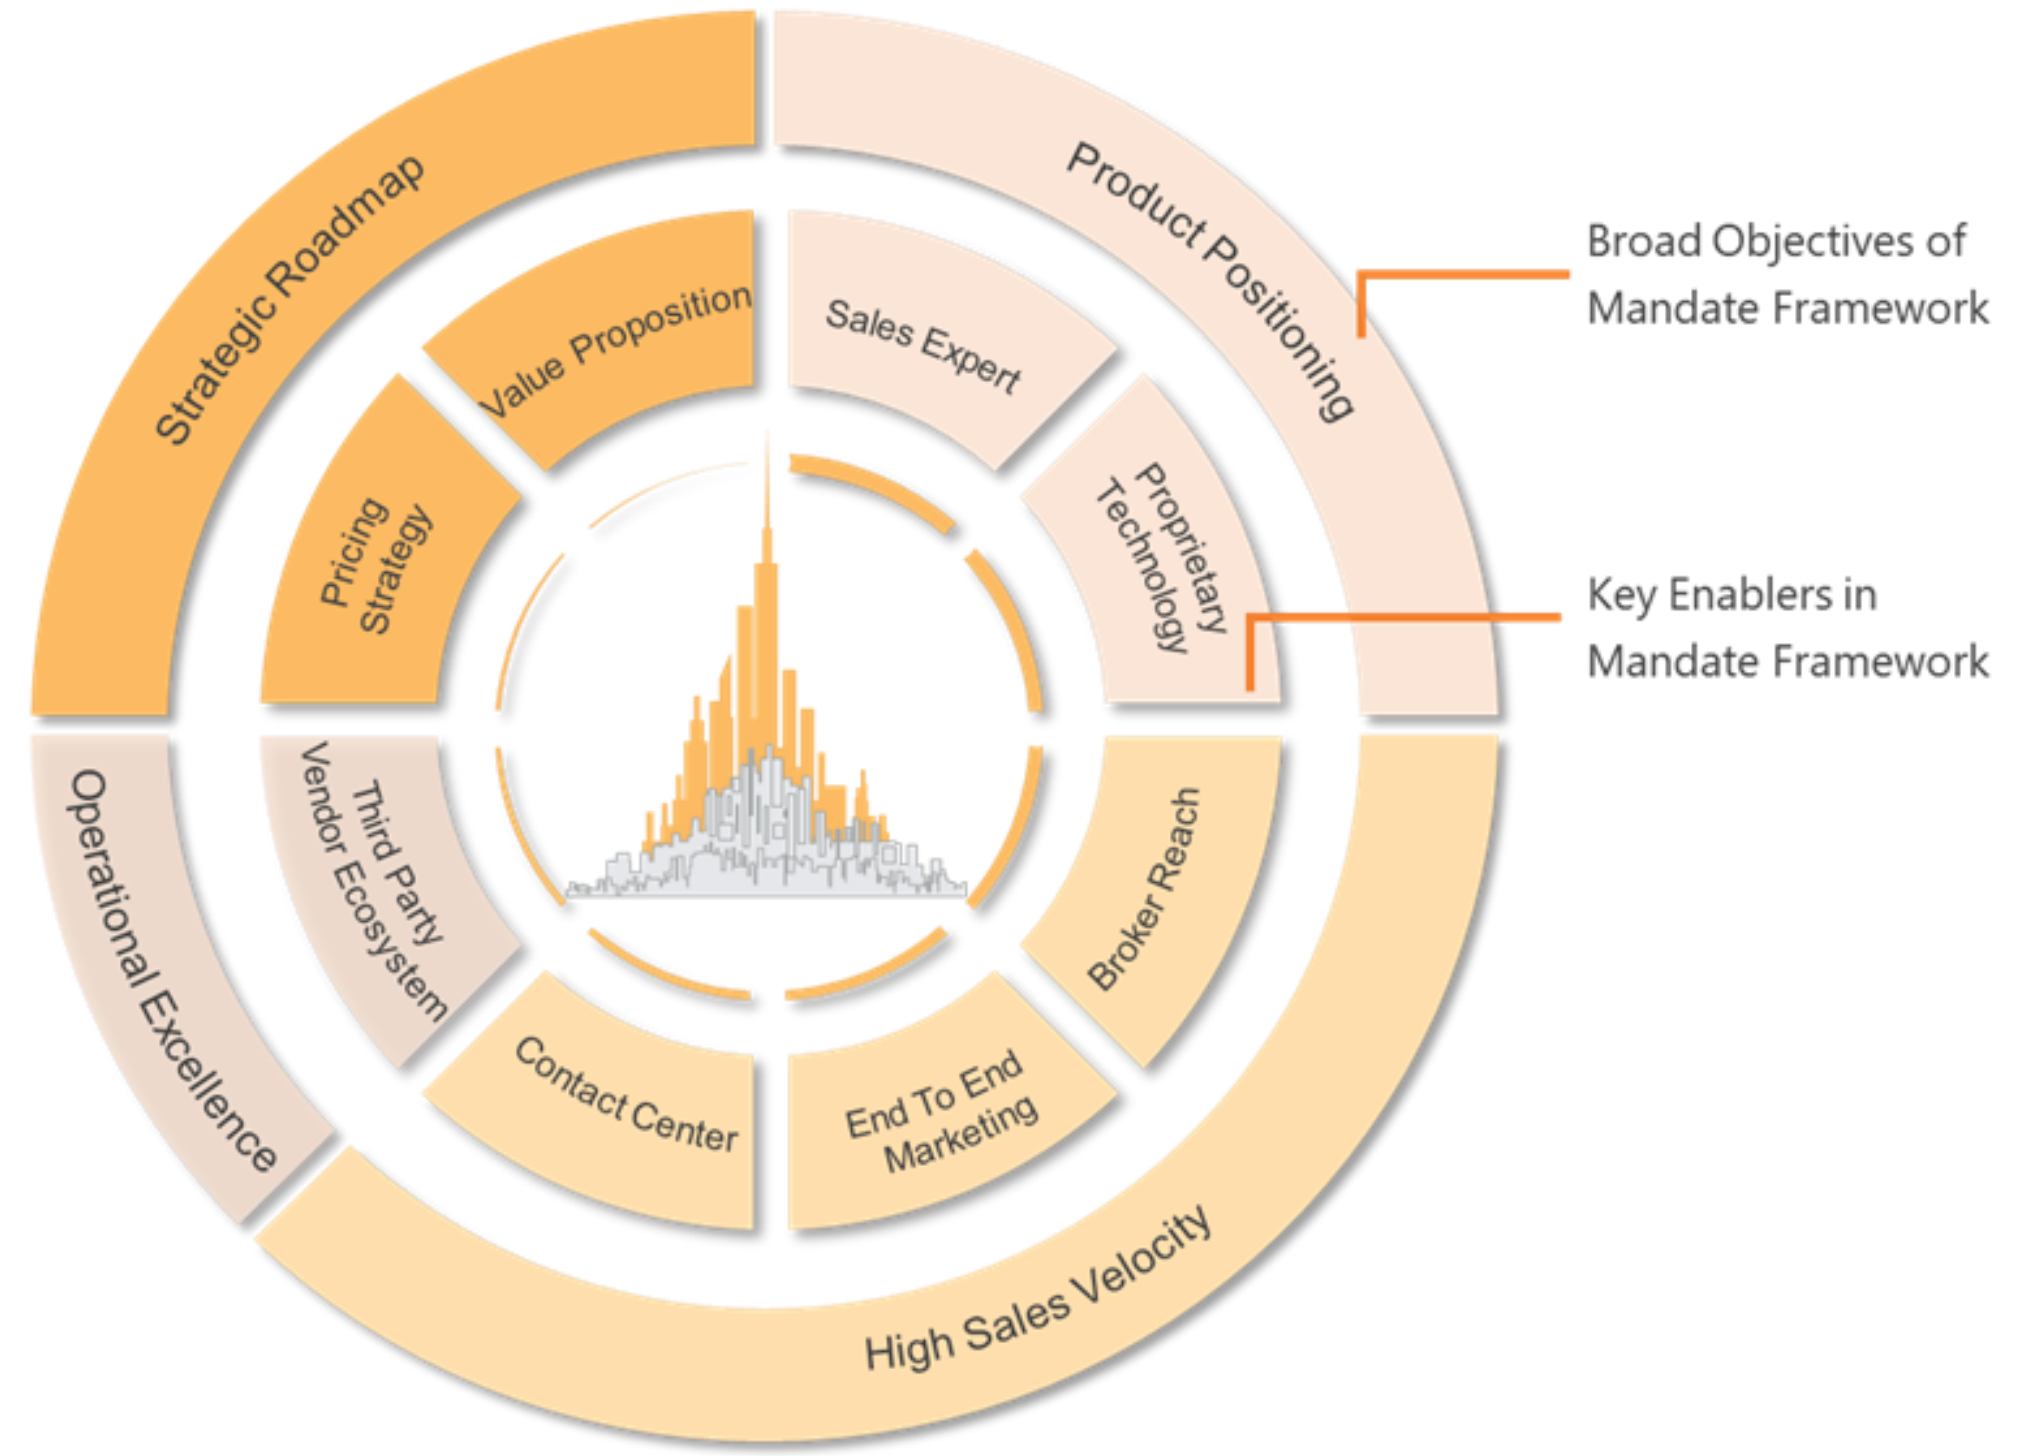 Strategic Roadmap
Product Positioning
Value Proposition
Sales Expert
Pricing
Strategy
Proprietary
Technology
Broad Objectives of
Mandate Framework
Key Enablers in
Mandate Framework
Operational Excellence
Third Party
Vendor Ecosystem
Broker Reach
Contact Center
End To End
Marketing
High Sales Velocity